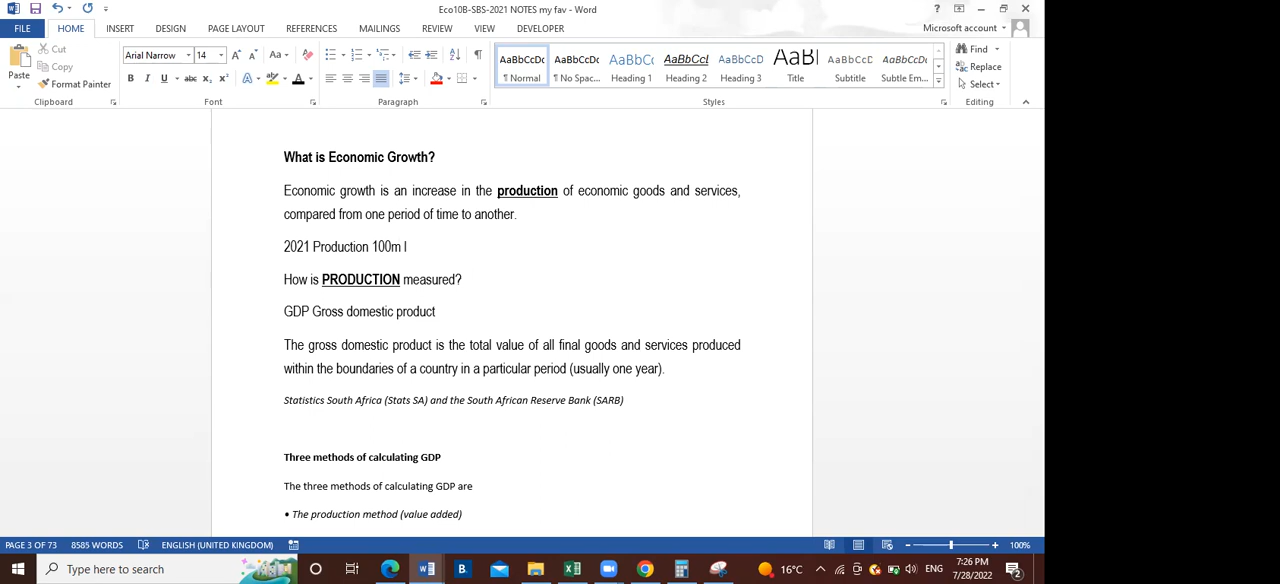 Eco10B-SBS-2021 NOTES my fav - Word
?
Microsoft account
FILE HOME INSERT DESIGN PAGE LAYOUT REFERENCES MAILINGS REVIEW VIEW DEVELOPER
Paste
Cut
Copy
Format Painter
Arial Narrow 14 A A Aa
B I U abc x₂ x² A A
AaBbCcDc AaBbCcDc AaBbCc AaBbCcI AaBbCcD AaBl AaBbCcC AaBbCcDt
¶ Normal ¶ No Spac... Heading 1 Heading 2 Heading 3 Title Subtitle Subtle Em...
Find
Replace
Select
Clipboard Font Paragraph Styles Editing
What is Economic Growth?
Economic growth is an increase in the production of economic goods and services,
compared from one period of time to another.
2021 Production 100m l
How is PRODUCTION measured?
GDP Gross domestic product
The gross domestic product is the total value of all final goods and services produced
within the boundaries of a country in a particular period (usually one year).
Statistics South Africa (Stats SA) and the South African Reserve Bank (SARB)
Three methods of calculating GDP
The three methods of calculating GDP are
• The production method (value added)
PAGE 3 OF 73 8585 WORDS ENGLISH (UNITED KINGDOM) 100%
Type here to search
B.
16°C ENG 7:26 PM
7/28/2022 2